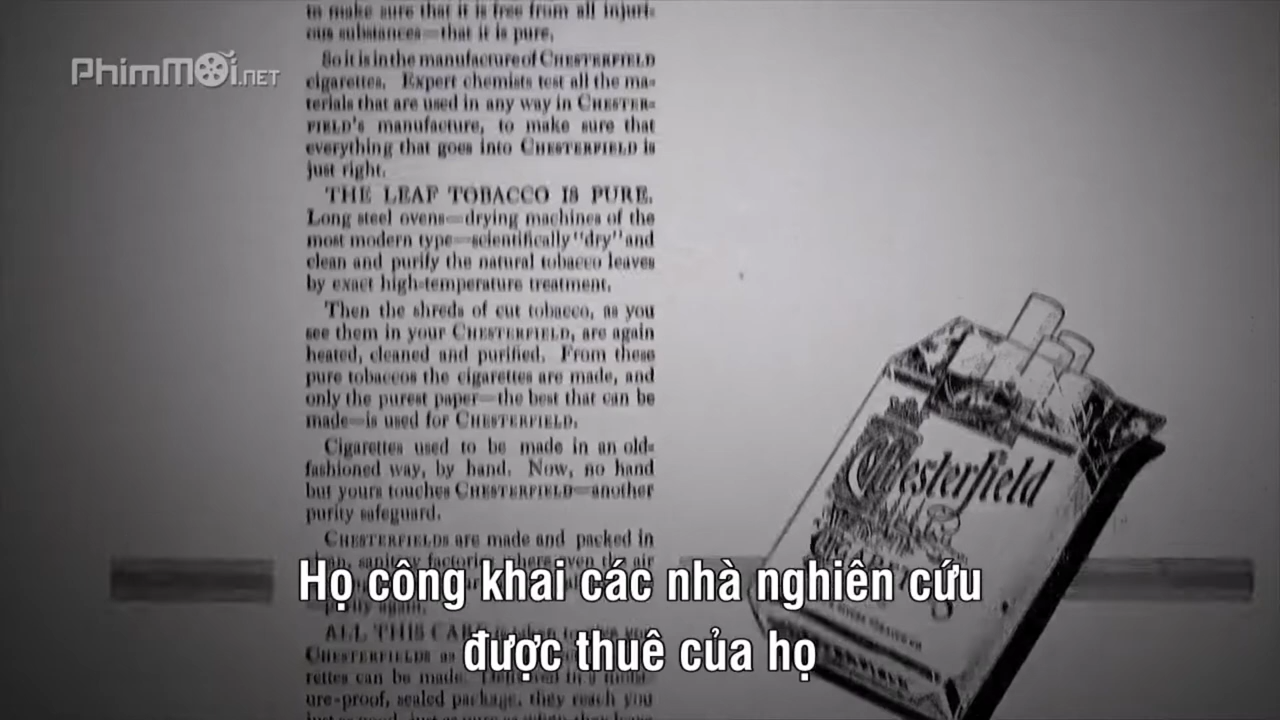 to make sure that it is free from all injuri-
ous substances—that it is pure.
PhimMỡi.NET
So it is in the manufacture of CHESTERFIELD
cigarettes. Expert chemists test all the ma-
terials that are used in any way in CHESTER-
FIELD'S manufacture, to make sure that
everything that goes into CHESTERFIELD is
just right.
THE LEAF TOBACCO IS PURE.
Long steel ovens—drying machines of the
most modern type—scientifically "dry" and
clean and purify the natural tobacco leaves
by exact high-temperature treatment.
Then the shreds of cut tobacco, as you
see them in your CHESTERFIELD, are again
heated, cleaned and purified. From these
pure tobaccos the cigarettes are made, and
only the purest paper—the best that can be
made—is used for CHESTERFIELD.
Cigarettes used to be made in an old-
fashioned way, by hand. Now, no hand
but yours touches CHESTERFIELD—another
purity safeguard.
CHESTERFIELDS are made and packed in
Chesterfield
Họ công khai các nhà nghiên cứu
được thuê của họ
ALL THIS
CHESTERFIELDS
rettes can be made.
ure-proof, sealed package, they reach you